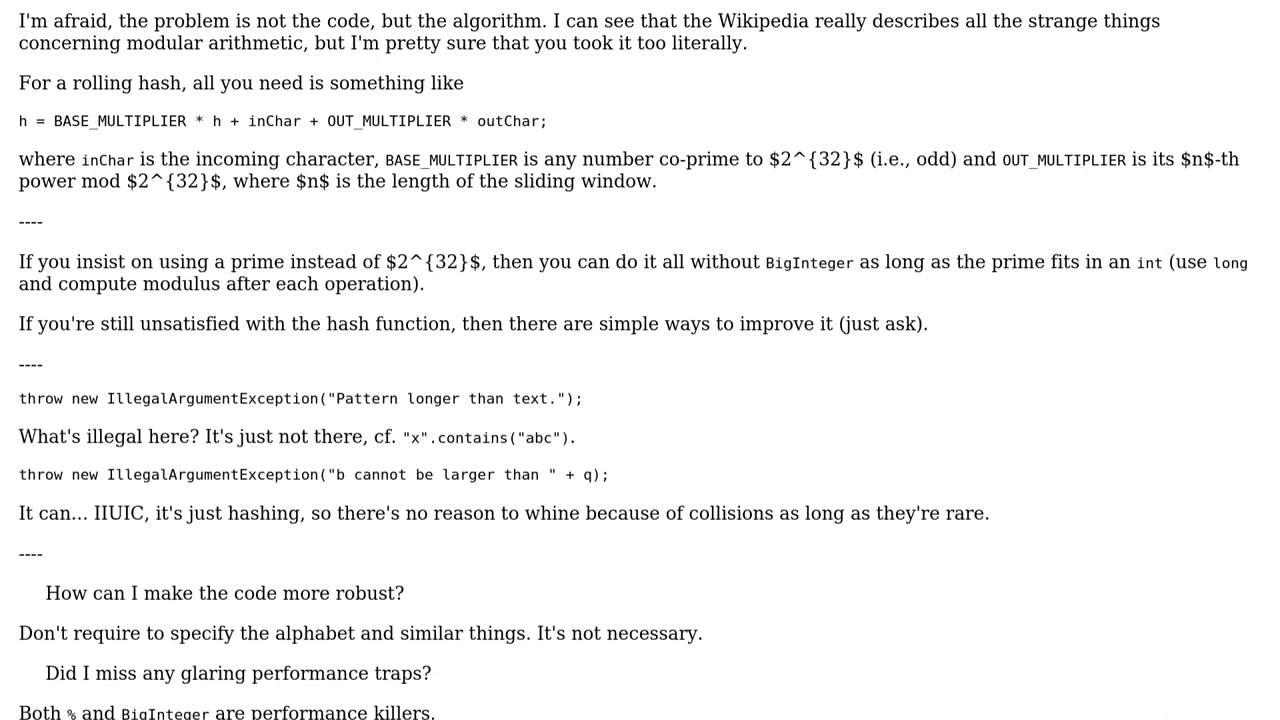 I'm afraid, the problem is not the code, but the algorithm. I can see that the Wikipedia really describes all the strange things
concerning modular arithmetic, but I'm pretty sure that you took it too literally.
For a rolling hash, all you need is something like
h = BASE_MULTIPLIER * h + inChar + OUT_MULTIPLIER * outChar;
where inChar is the incoming character, BASE_MULTIPLIER is any number co-prime to $2^{32}$ (i.e., odd) and OUT_MULTIPLIER is its $n$-th
power mod $2^{32}$, where $n$ is the length of the sliding window.
----
If you insist on using a prime instead of $2^{32}$, then you can do it all without BigInteger as long as the prime fits in an int (use long
and compute modulus after each operation).
If you're still unsatisfied with the hash function, then there are simple ways to improve it (just ask).
----
throw new IllegalArgumentException("Pattern longer than text.");
What's illegal here? It's just not there, cf. "x".contains("abc").
throw new IllegalArgumentException("b cannot be larger than " + q);
It can... IIUIC, it's just hashing, so there's no reason to whine because of collisions as long as they're rare.
----
How can I make the code more robust?
Don't require to specify the alphabet and similar things. It's not necessary.
Did I miss any glaring performance traps?
Both % and BigInteger are performance killers.